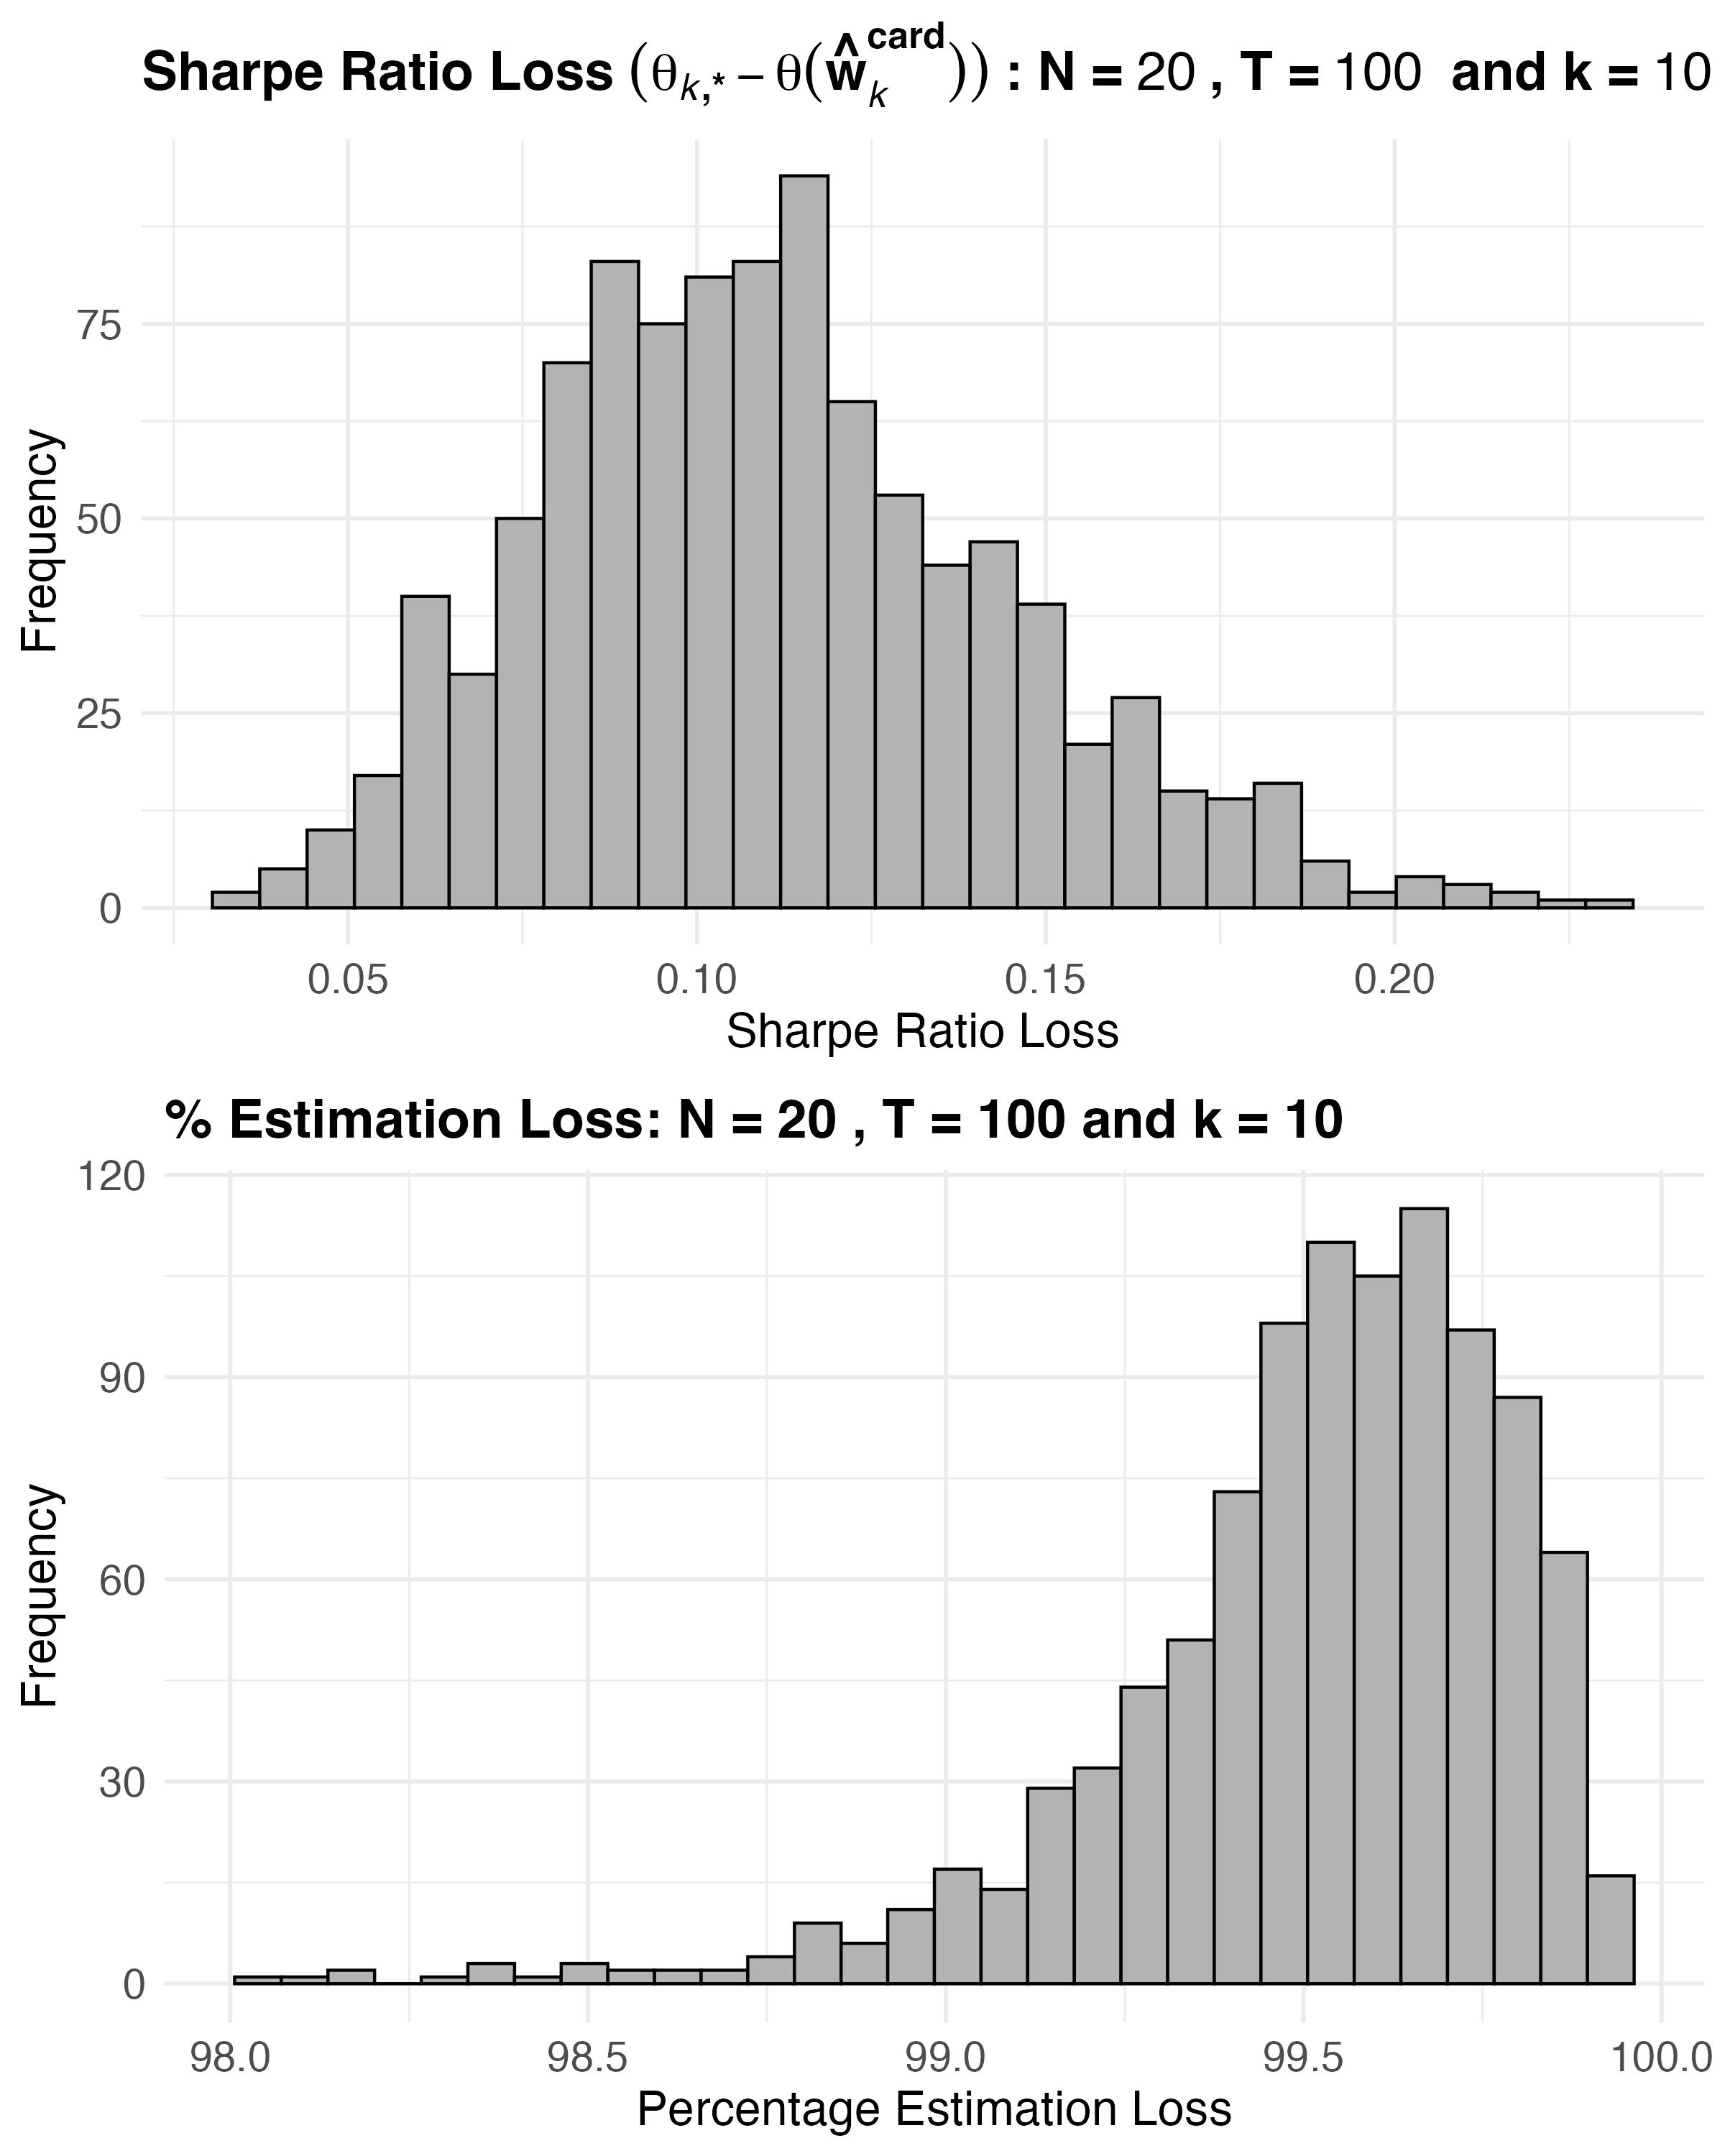 Sharpe Ratio Loss (θk,* − θ(ŵk^card)) : N = 20 , T = 100 and k = 10
75
50
25
0
Frequency
0.05 0.10 0.15 0.20
Sharpe Ratio Loss
% Estimation Loss: N = 20 , T = 100 and k = 10
120
90
60
30
0
Frequency
98.0 98.5 99.0 99.5 100.0
Percentage Estimation Loss